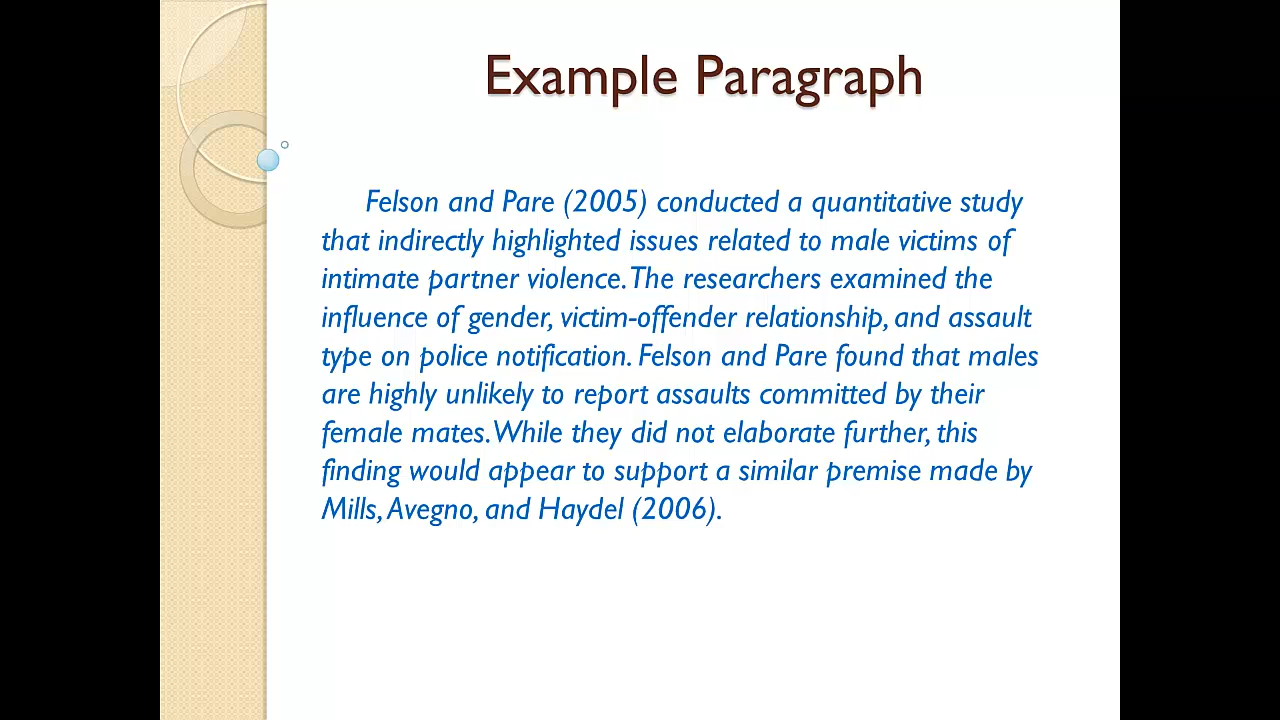 Example Paragraph
Felson and Pare (2005) conducted a quantitative study
that indirectly highlighted issues related to male victims of
intimate partner violence. The researchers examined the
influence of gender, victim-offender relationship, and assault
type on police notification. Felson and Pare found that males
are highly unlikely to report assaults committed by their
female mates. While they did not elaborate further, this
finding would appear to support a similar premise made by
Mills, Avegno, and Haydel (2006).